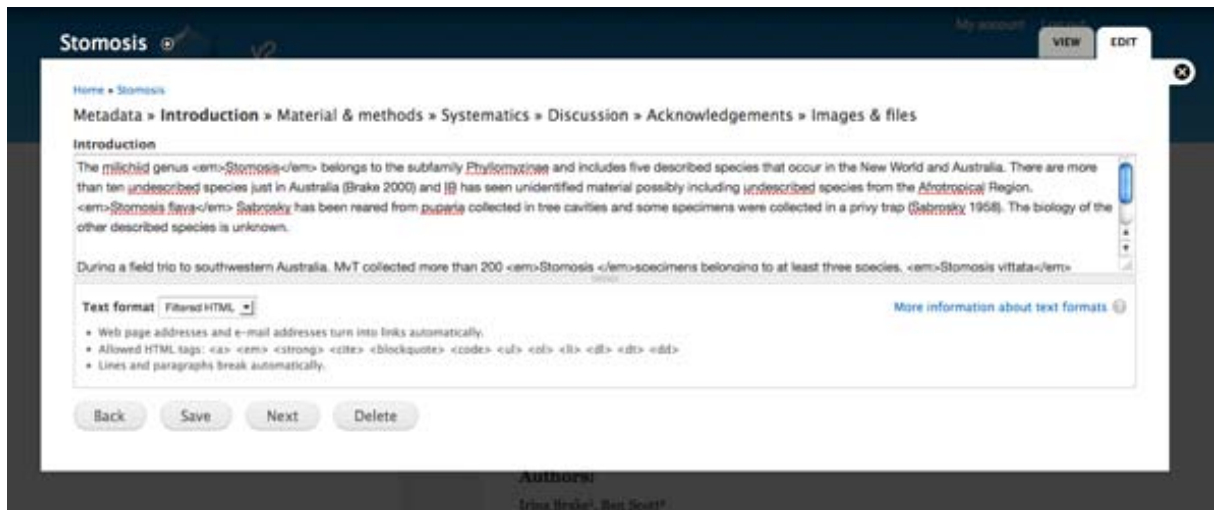 My account Log out
Stomosis
VIEW EDIT
Home » Stomosis
Metadata » Introduction » Material & methods » Systematics » Discussion » Acknowledgements » Images & files
Introduction
The milichiid genus <em>Stomosis</em> belongs to the subfamily Phyllomyzinae and includes five described species that occur in the New World and Australia. There are more
than ten undescribed species just in Australia (Brake 2000) and IB has seen unidentified material possibly including undescribed species from the Afrotropical Region.
<em>Stomosis flava</em> Sabrosky has been reared from puparia collected in tree cavities and some specimens were collected in a privy trap (Sabrosky 1958). The biology of the
other described species is unknown.
During a field trip to southwestern Australia, MvT collected more than 200 <em>Stomosis </em>specimens belonging to at least three species. <em>Stomosis vittata</em>
Text format Filtered HTML
More information about text formats
• Web page addresses and e-mail addresses turn into links automatically.
• Allowed HTML tags: <a> <em> <strong> <cite> <blockquote> <code> <ul> <ol> <li> <dl> <dt> <dd>
• Lines and paragraphs break automatically.
Back Save Next Delete
Authors:
Irina Brake¹, Ben Scott²